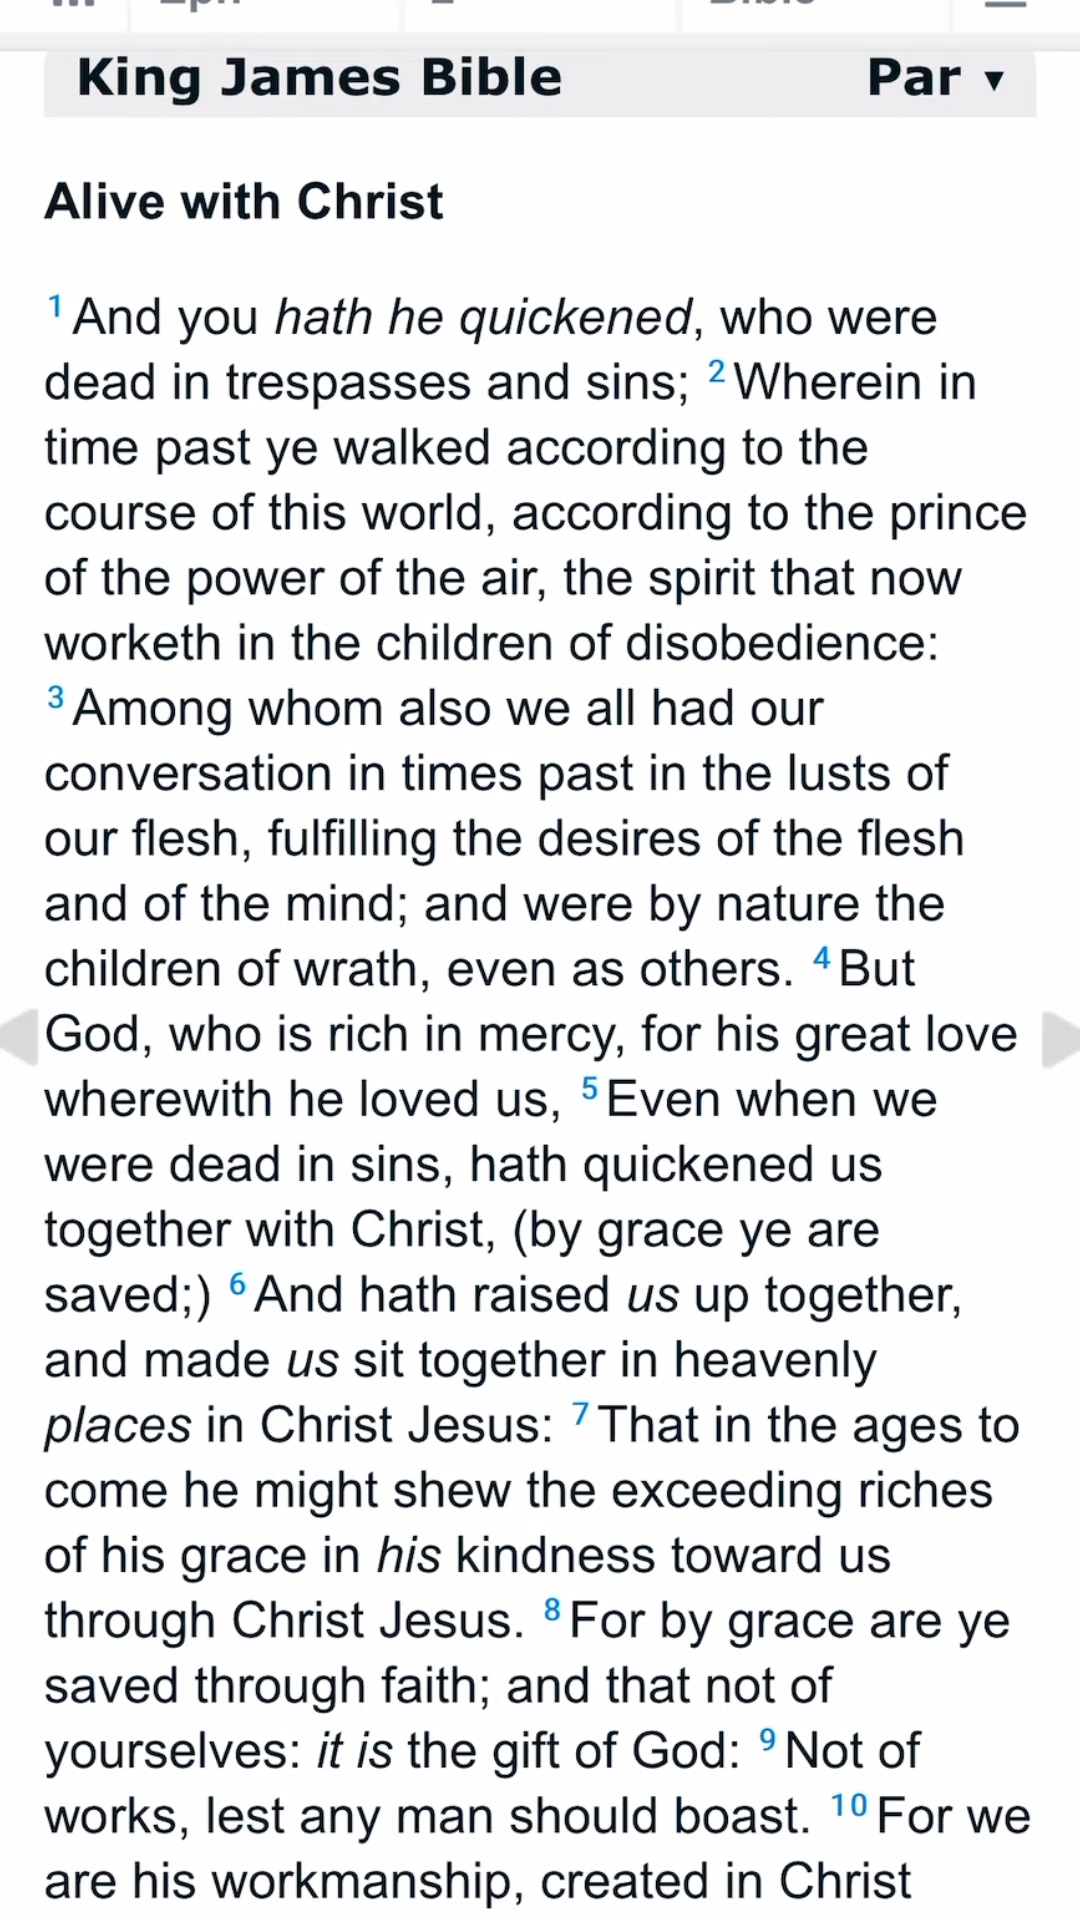 King James Bible Par ▼
Alive with Christ
1 And you hath he quickened, who were
dead in trespasses and sins; 2 Wherein in
time past ye walked according to the
course of this world, according to the prince
of the power of the air, the spirit that now
worketh in the children of disobedience:
3 Among whom also we all had our
conversation in times past in the lusts of
our flesh, fulfilling the desires of the flesh
and of the mind; and were by nature the
children of wrath, even as others. 4 But
God, who is rich in mercy, for his great love
wherewith he loved us, 5 Even when we
were dead in sins, hath quickened us
together with Christ, (by grace ye are
saved;) 6 And hath raised us up together,
and made us sit together in heavenly
places in Christ Jesus: 7 That in the ages to
come he might shew the exceeding riches
of his grace in his kindness toward us
through Christ Jesus. 8 For by grace are ye
saved through faith; and that not of
yourselves: it is the gift of God: 9 Not of
works, lest any man should boast. 10 For we
are his workmanship, created in Christ